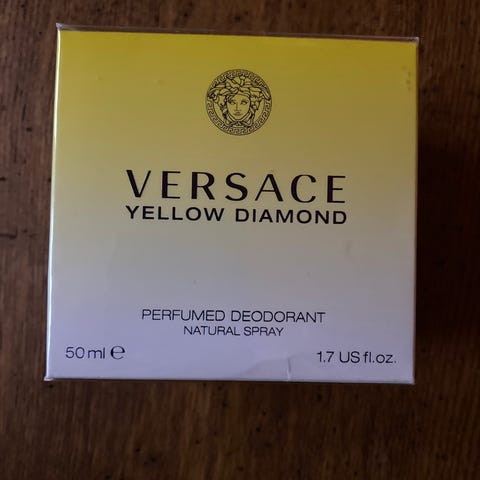 VERSACE
YELLOW DIAMOND
PERFUMED DEODORANT
NATURAL SPRAY
50 ml ℮
1.7 US fl.oz.